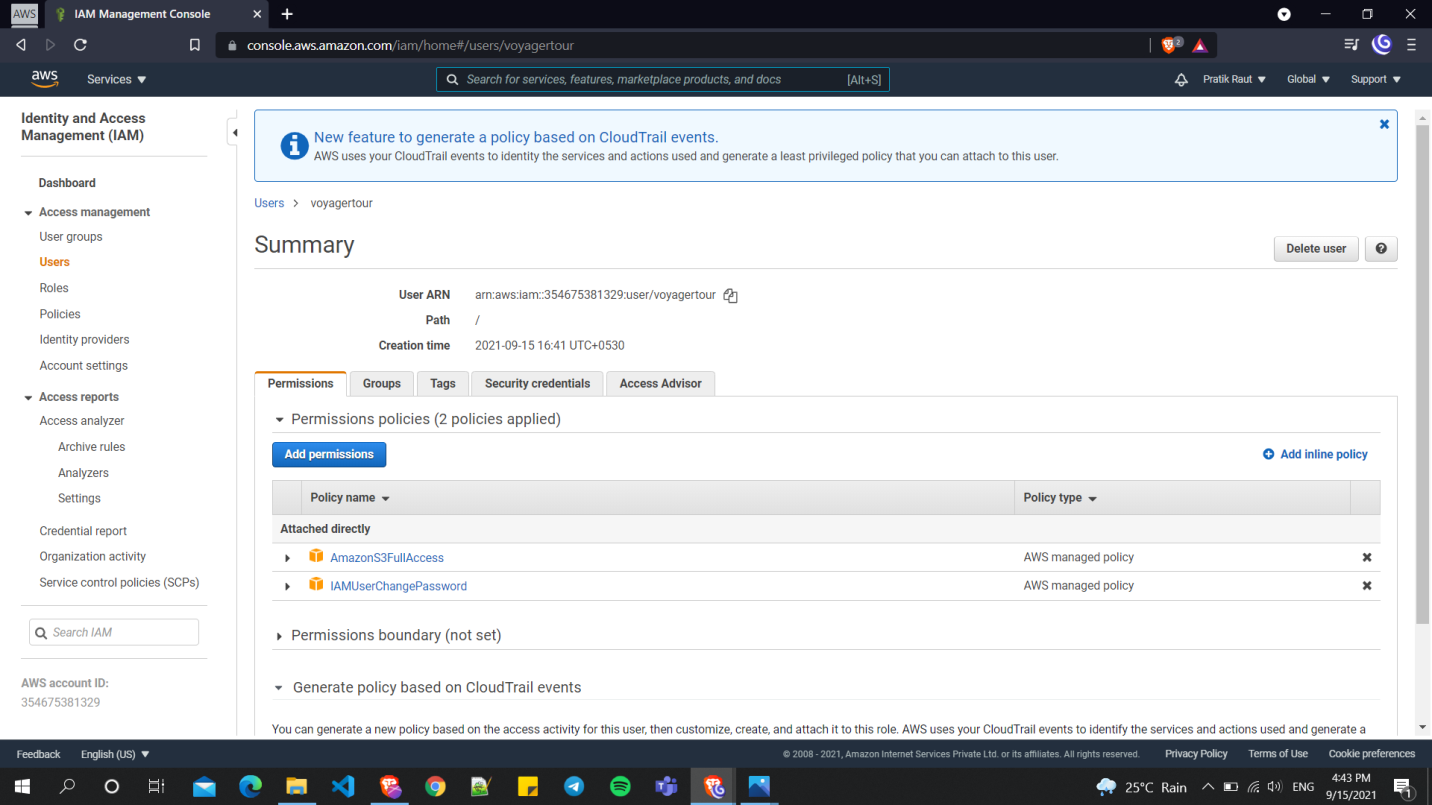 AWS
IAM Management Console
console.aws.amazon.com/iam/home#/users/voyagertour
2
aws
Services
Search for services, features, marketplace products, and docs
[Alt+S]
Pratik Raut
Global
Support
Identity and Access
Management (IAM)
Dashboard
Access management
User groups
Users
Roles
Policies
Identity providers
Account settings
Access reports
Access analyzer
Archive rules
Analyzers
Settings
Credential report
Organization activity
Service control policies (SCPs)
Search IAM
AWS account ID:
354675381329
New feature to generate a policy based on CloudTrail events.
AWS uses your CloudTrail events to identify the services and actions used and generate a least privileged policy that you can attach to this user.
Users > voyagertour
Summary
Delete user
User ARN arn:aws:iam::354675381329:user/voyagertour
Path /
Creation time 2021-09-15 16:41 UTC+0530
Permissions Groups Tags Security credentials Access Advisor
Permissions policies (2 policies applied)
Add permissions
Add inline policy
Policy name Policy type
Attached directly
AmazonS3FullAccess AWS managed policy
IAMUserChangePassword AWS managed policy
Permissions boundary (not set)
Generate policy based on CloudTrail events
You can generate a new policy based on the access activity for this user, then customize, create, and attach it to this role. AWS uses your CloudTrail events to identify the services and actions used and generate a
Feedback English (US)
© 2008 - 2021, Amazon Internet Services Private Ltd. or its affiliates. All rights reserved. Privacy Policy Terms of Use Cookie preferences
25°C Rain
ENG
4:43 PM
9/15/2021
1